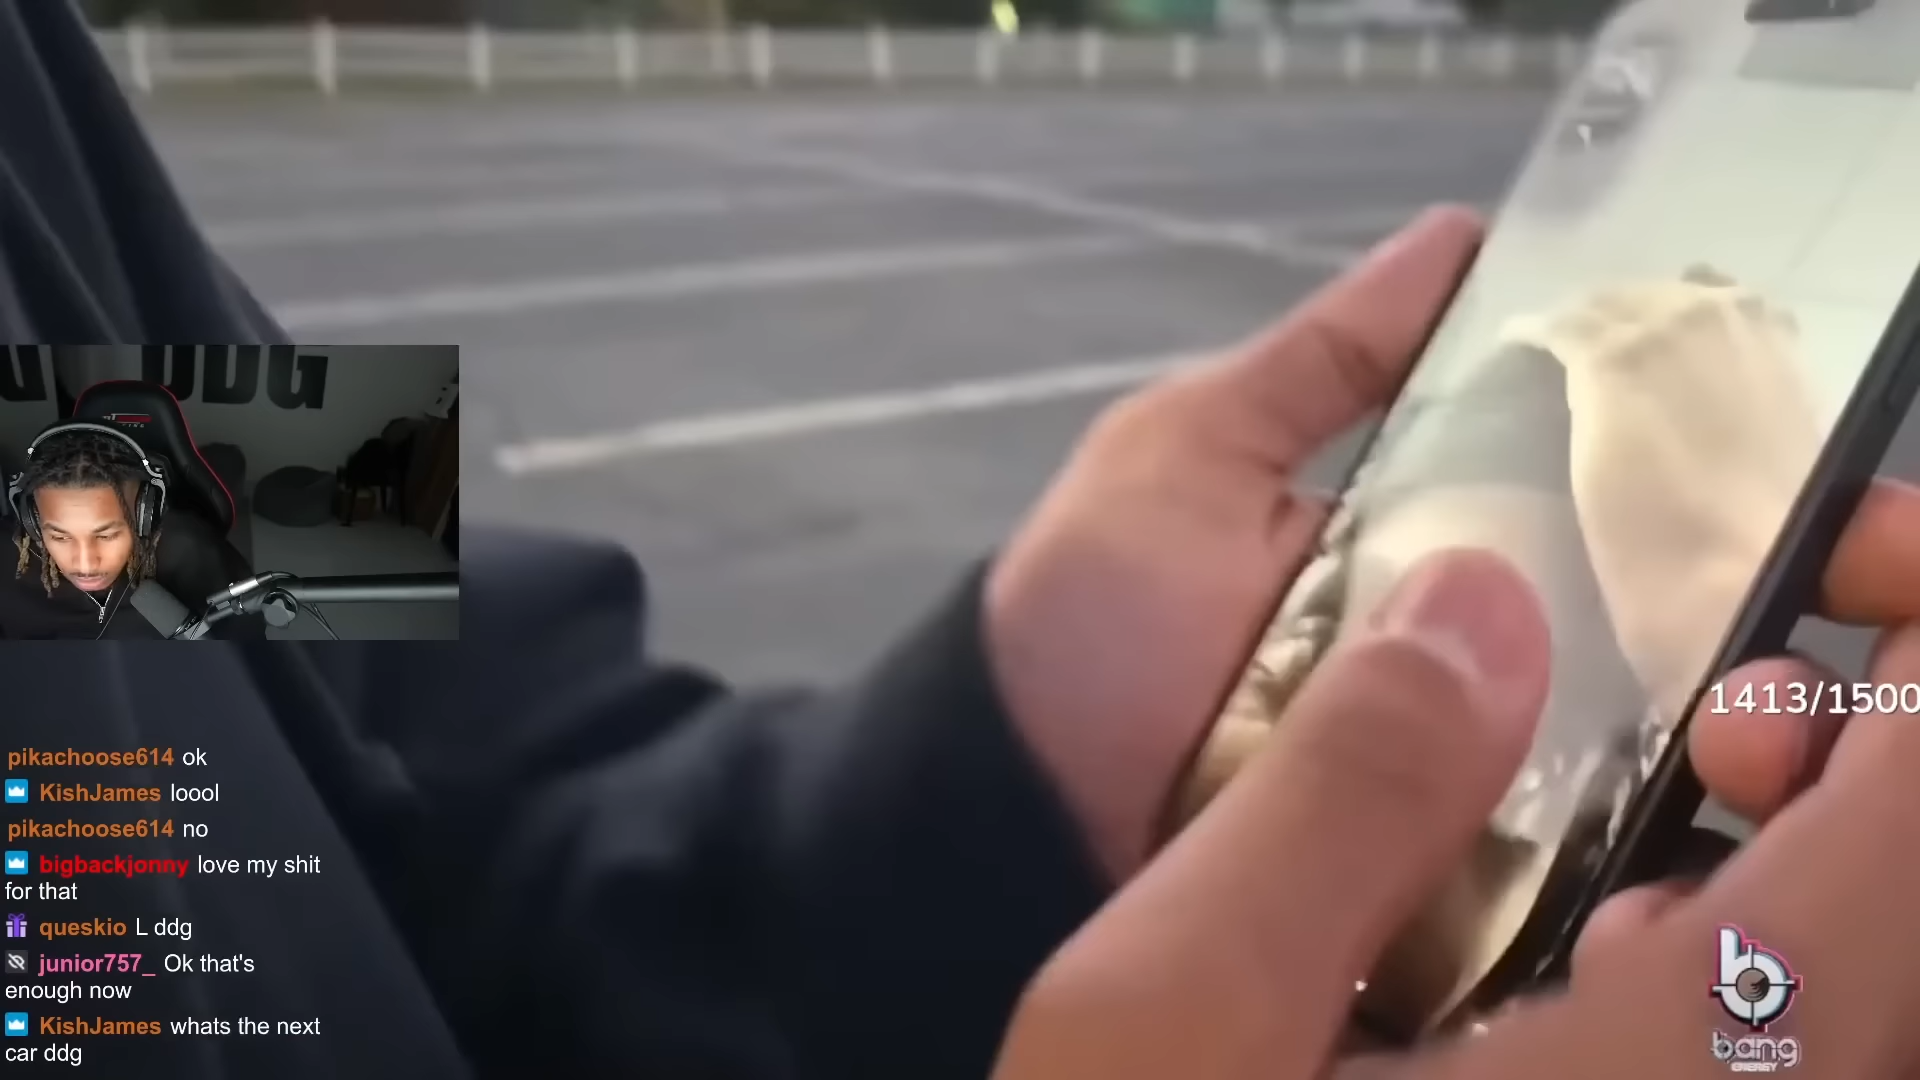 DDG
pikachoose614 ok
KishJames loool
pikachoose614 no
bigbackjonny love my shit
for that
queskio L ddg
junior757_ Ok that's
enough now
KishJames whats the next
car ddg
1413/1500
bang
ENERGY